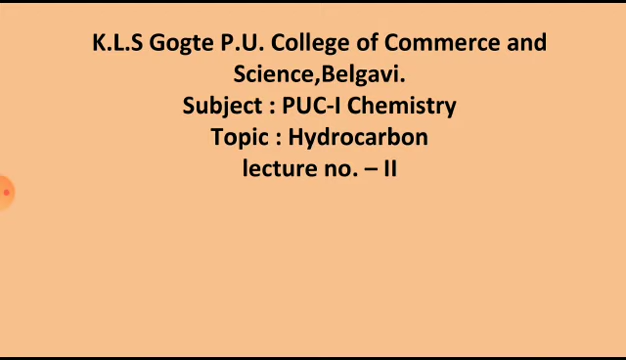 K.L.S Gogte P.U. College of Commerce and
Science,Belgavi.
Subject : PUC-I Chemistry
Topic : Hydrocarbon
lecture no. – II